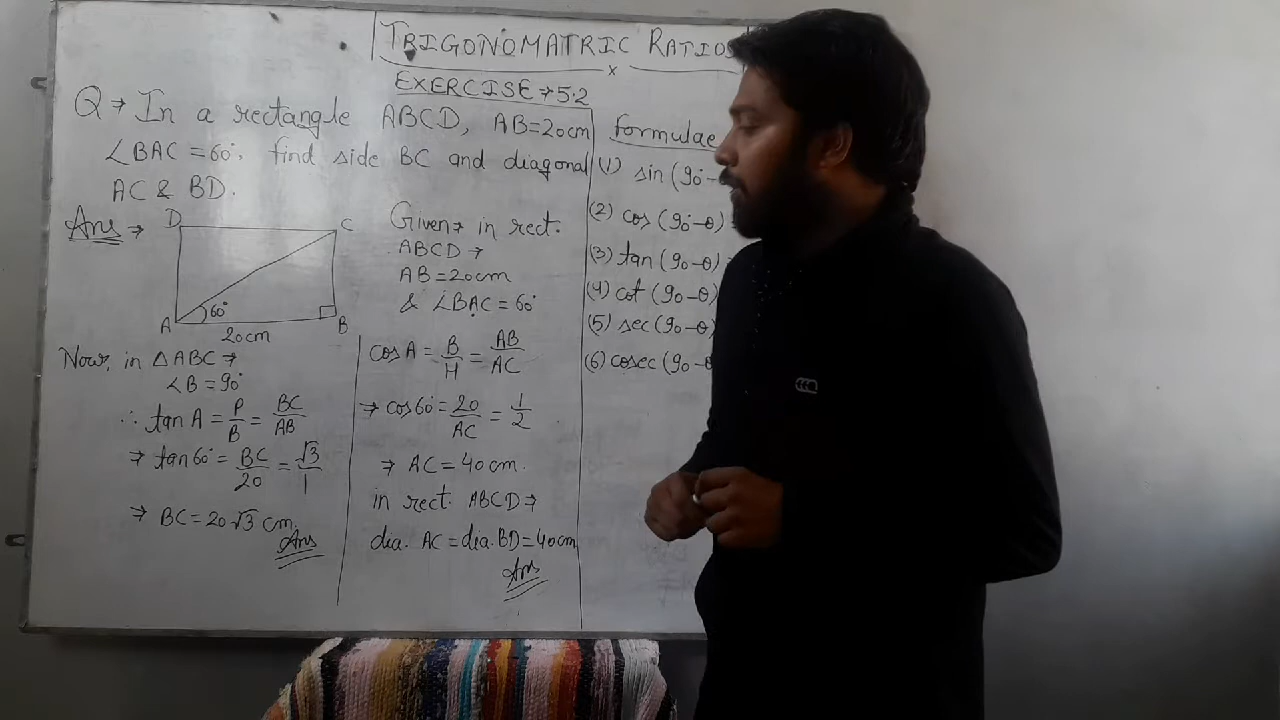 TRIGONOMATRIC RATIOS
EXERCISE → 5.2
Q → In a rectangle ABCD, AB=20cm
∠BAC = 60°, find side BC and diagonal
AC & BD.
Ans →
D C
60°
A B
20cm
Given → in rect.
ABCD →
AB = 20cm
& ∠BAC = 60°
Now, in △ABC →
∠B = 90°
∴ tan A = P/B = BC/AB
→ tan 60° = BC/20 = √3/1
→ BC = 20√3 cm.
Ans
cos A = B/H = AB/AC
→ cos 60° = 20/AC = 1/2
→ AC = 40cm.
in rect. ABCD →
dia. AC = dia. BD = 40cm
Ans
formulae
(1) sin (90°-
(2) cos (90°-θ)
(3) tan (90-θ)
(4) cot (90-θ)
(5) sec (90-θ)
(6) cosec (90-θ